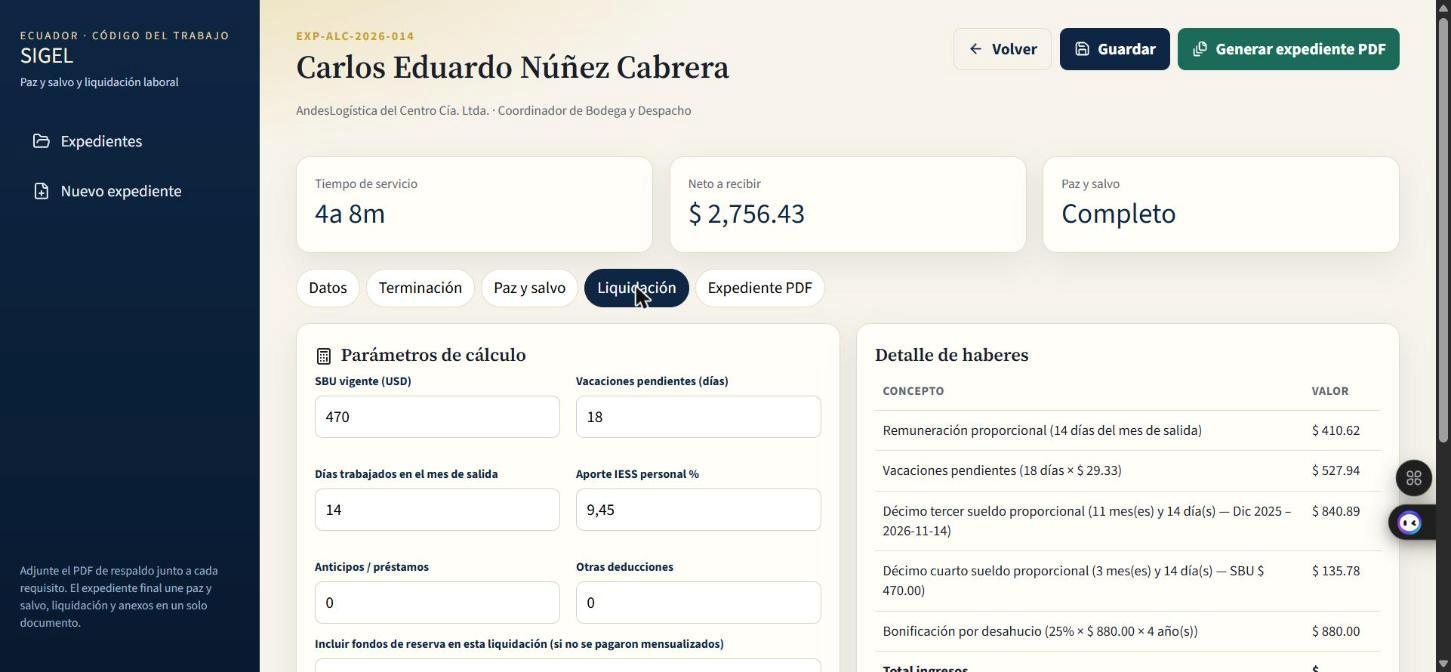 ECUADOR · CÓDIGO DEL TRABAJO
SIGEL
Paz y salvo y liquidación laboral
Expedientes
Nuevo expediente
Adjunte el PDF de respaldo junto a cada
requisito. El expediente final une paz y
salvo, liquidación y anexos en un solo
documento.
EXP-ALC-2026-014
Carlos Eduardo Núñez Cabrera
AndesLogística del Centro Cía. Ltda. · Coordinador de Bodega y Despacho
Volver
Guardar
Generar expediente PDF
Tiempo de servicio
4a 8m
Neto a recibir
$ 2,756.43
Paz y salvo
Completo
Datos
Terminación
Paz y salvo
Liquidación
Expediente PDF
Parámetros de cálculo
SBU vigente (USD)
470
Vacaciones pendientes (días)
18
Días trabajados en el mes de salida
14
Aporte IESS personal %
9,45
Anticipos / préstamos
0
Otras deducciones
0
Incluir fondos de reserva en esta liquidación (si no se pagaron mensualizados)
Detalle de haberes
CONCEPTO VALOR
Remuneración proporcional (14 días del mes de salida) $ 410.62
Vacaciones pendientes (18 días × $ 29.33) $ 527.94
Décimo tercer sueldo proporcional (11 mes(es) y 14 día(s) — Dic 2025 – $ 840.89
2026-11-14)
Décimo cuarto sueldo proporcional (3 mes(es) y 14 día(s) — SBU $ $ 135.78
470.00)
Bonificación por desahucio (25% × $ 880.00 × 4 año(s)) $ 880.00
Total ingresos $